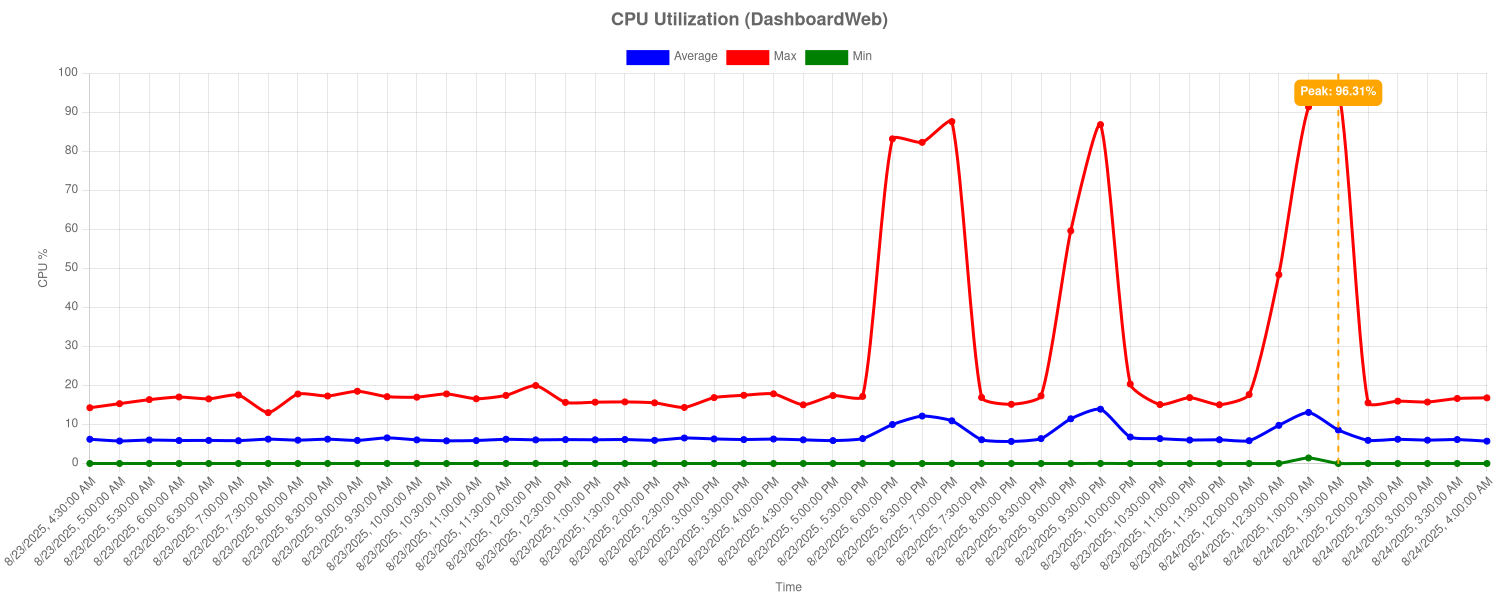 CPU Utilization (DashboardWeb)
Average Max Min
Peak: 96.31%
CPU %
100
90
80
70
60
50
40
30
20
10
0
8/23/2025, 4:30:00 AM
8/23/2025, 5:00:00 AM
8/23/2025, 5:30:00 AM
8/23/2025, 6:00:00 AM
8/23/2025, 6:30:00 AM
8/23/2025, 7:00:00 AM
8/23/2025, 7:30:00 AM
8/23/2025, 8:00:00 AM
8/23/2025, 8:30:00 AM
8/23/2025, 9:00:00 AM
8/23/2025, 9:30:00 AM
8/23/2025, 10:00:00 AM
8/23/2025, 10:30:00 AM
8/23/2025, 11:00:00 AM
8/23/2025, 11:30:00 AM
8/23/2025, 12:00:00 PM
8/23/2025, 12:30:00 PM
8/23/2025, 1:00:00 PM
8/23/2025, 1:30:00 PM
8/23/2025, 2:00:00 PM
8/23/2025, 2:30:00 PM
8/23/2025, 3:00:00 PM
8/23/2025, 3:30:00 PM
8/23/2025, 4:00:00 PM
8/23/2025, 4:30:00 PM
8/23/2025, 5:00:00 PM
8/23/2025, 5:30:00 PM
8/23/2025, 6:00:00 PM
8/23/2025, 6:30:00 PM
8/23/2025, 7:00:00 PM
8/23/2025, 7:30:00 PM
8/23/2025, 8:00:00 PM
8/23/2025, 8:30:00 PM
8/23/2025, 9:00:00 PM
8/23/2025, 9:30:00 PM
8/23/2025, 10:00:00 PM
8/23/2025, 10:30:00 PM
8/23/2025, 11:00:00 PM
8/23/2025, 11:30:00 PM
8/24/2025, 12:00:00 AM
8/24/2025, 12:30:00 AM
8/24/2025, 1:00:00 AM
8/24/2025, 1:30:00 AM
8/24/2025, 2:00:00 AM
8/24/2025, 2:30:00 AM
8/24/2025, 3:00:00 AM
8/24/2025, 3:30:00 AM
8/24/2025, 4:00:00 AM
Time